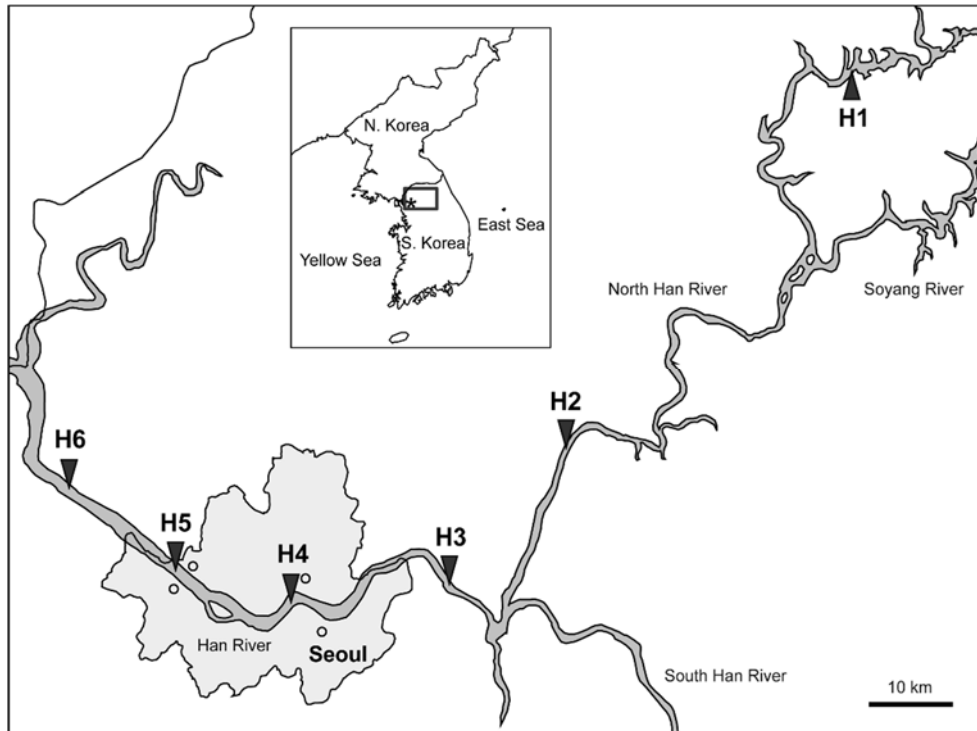 H1
N. Korea
East Sea
S. Korea
Yellow Sea
North Han River
Soyang River
H2
H6
H5
H4
H3
Han River
Seoul
South Han River
10 km